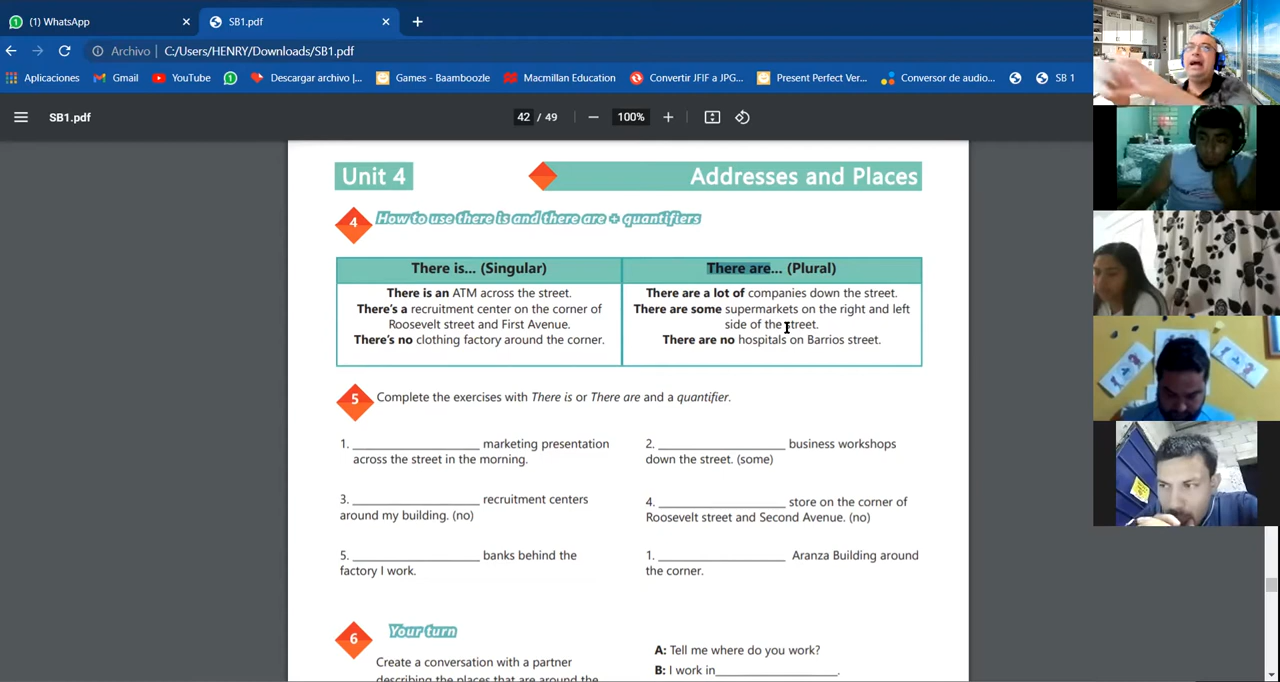 (1) WhatsApp
SB1.pdf
Archivo
C:/Users/HENRY/Downloads/SB1.pdf
Aplicaciones
Gmail
YouTube
Descargar archivo |...
Games - Baamboozle
Macmillan Education
Convertir JFIF a JPG...
Present Perfect Ver...
Conversor de audio...
SB 1
SB1.pdf
42 / 49
100%
Unit 4
Addresses and Places
4
How to use there is and there are + quantifiers
There is... (Singular)
There are... (Plural)
There is an ATM across the street.
There's a recruitment center on the corner of
Roosevelt street and First Avenue.
There's no clothing factory around the corner.
There are a lot of companies down the street.
There are some supermarkets on the right and left
side of the street.
There are no hospitals on Barrios street.
5
Complete the exercises with There is or There are and a quantifier.
1. ________________ marketing presentation
across the street in the morning.
2. ________________ business workshops
down the street. (some)
3. ________________ recruitment centers
around my building. (no)
4. ________________ store on the corner of
Roosevelt street and Second Avenue. (no)
5. ________________ banks behind the
factory I work.
1. ________________ Aranza Building around
the corner.
6
Your turn
Create a conversation with a partner
describing the places that are around the
A: Tell me where do you work?
B: I work in________________.